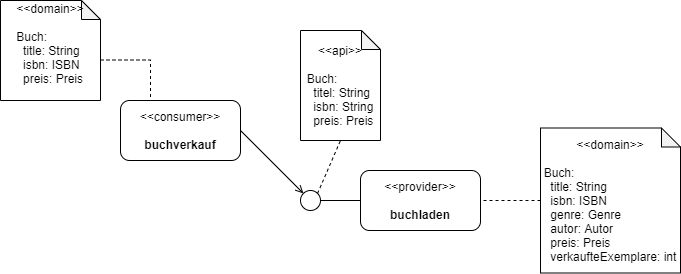 <<domain>>
Buch:
title: String
isbn: ISBN
preis: Preis
<<consumer>>
buchverkauf
<<api>>
Buch:
titel: String
isbn: String
preis: Preis
<<provider>>
buchladen
<<domain>>
Buch:
title: String
isbn: ISBN
genre: Genre
autor: Autor
preis: Preis
verkaufteExemplare: int